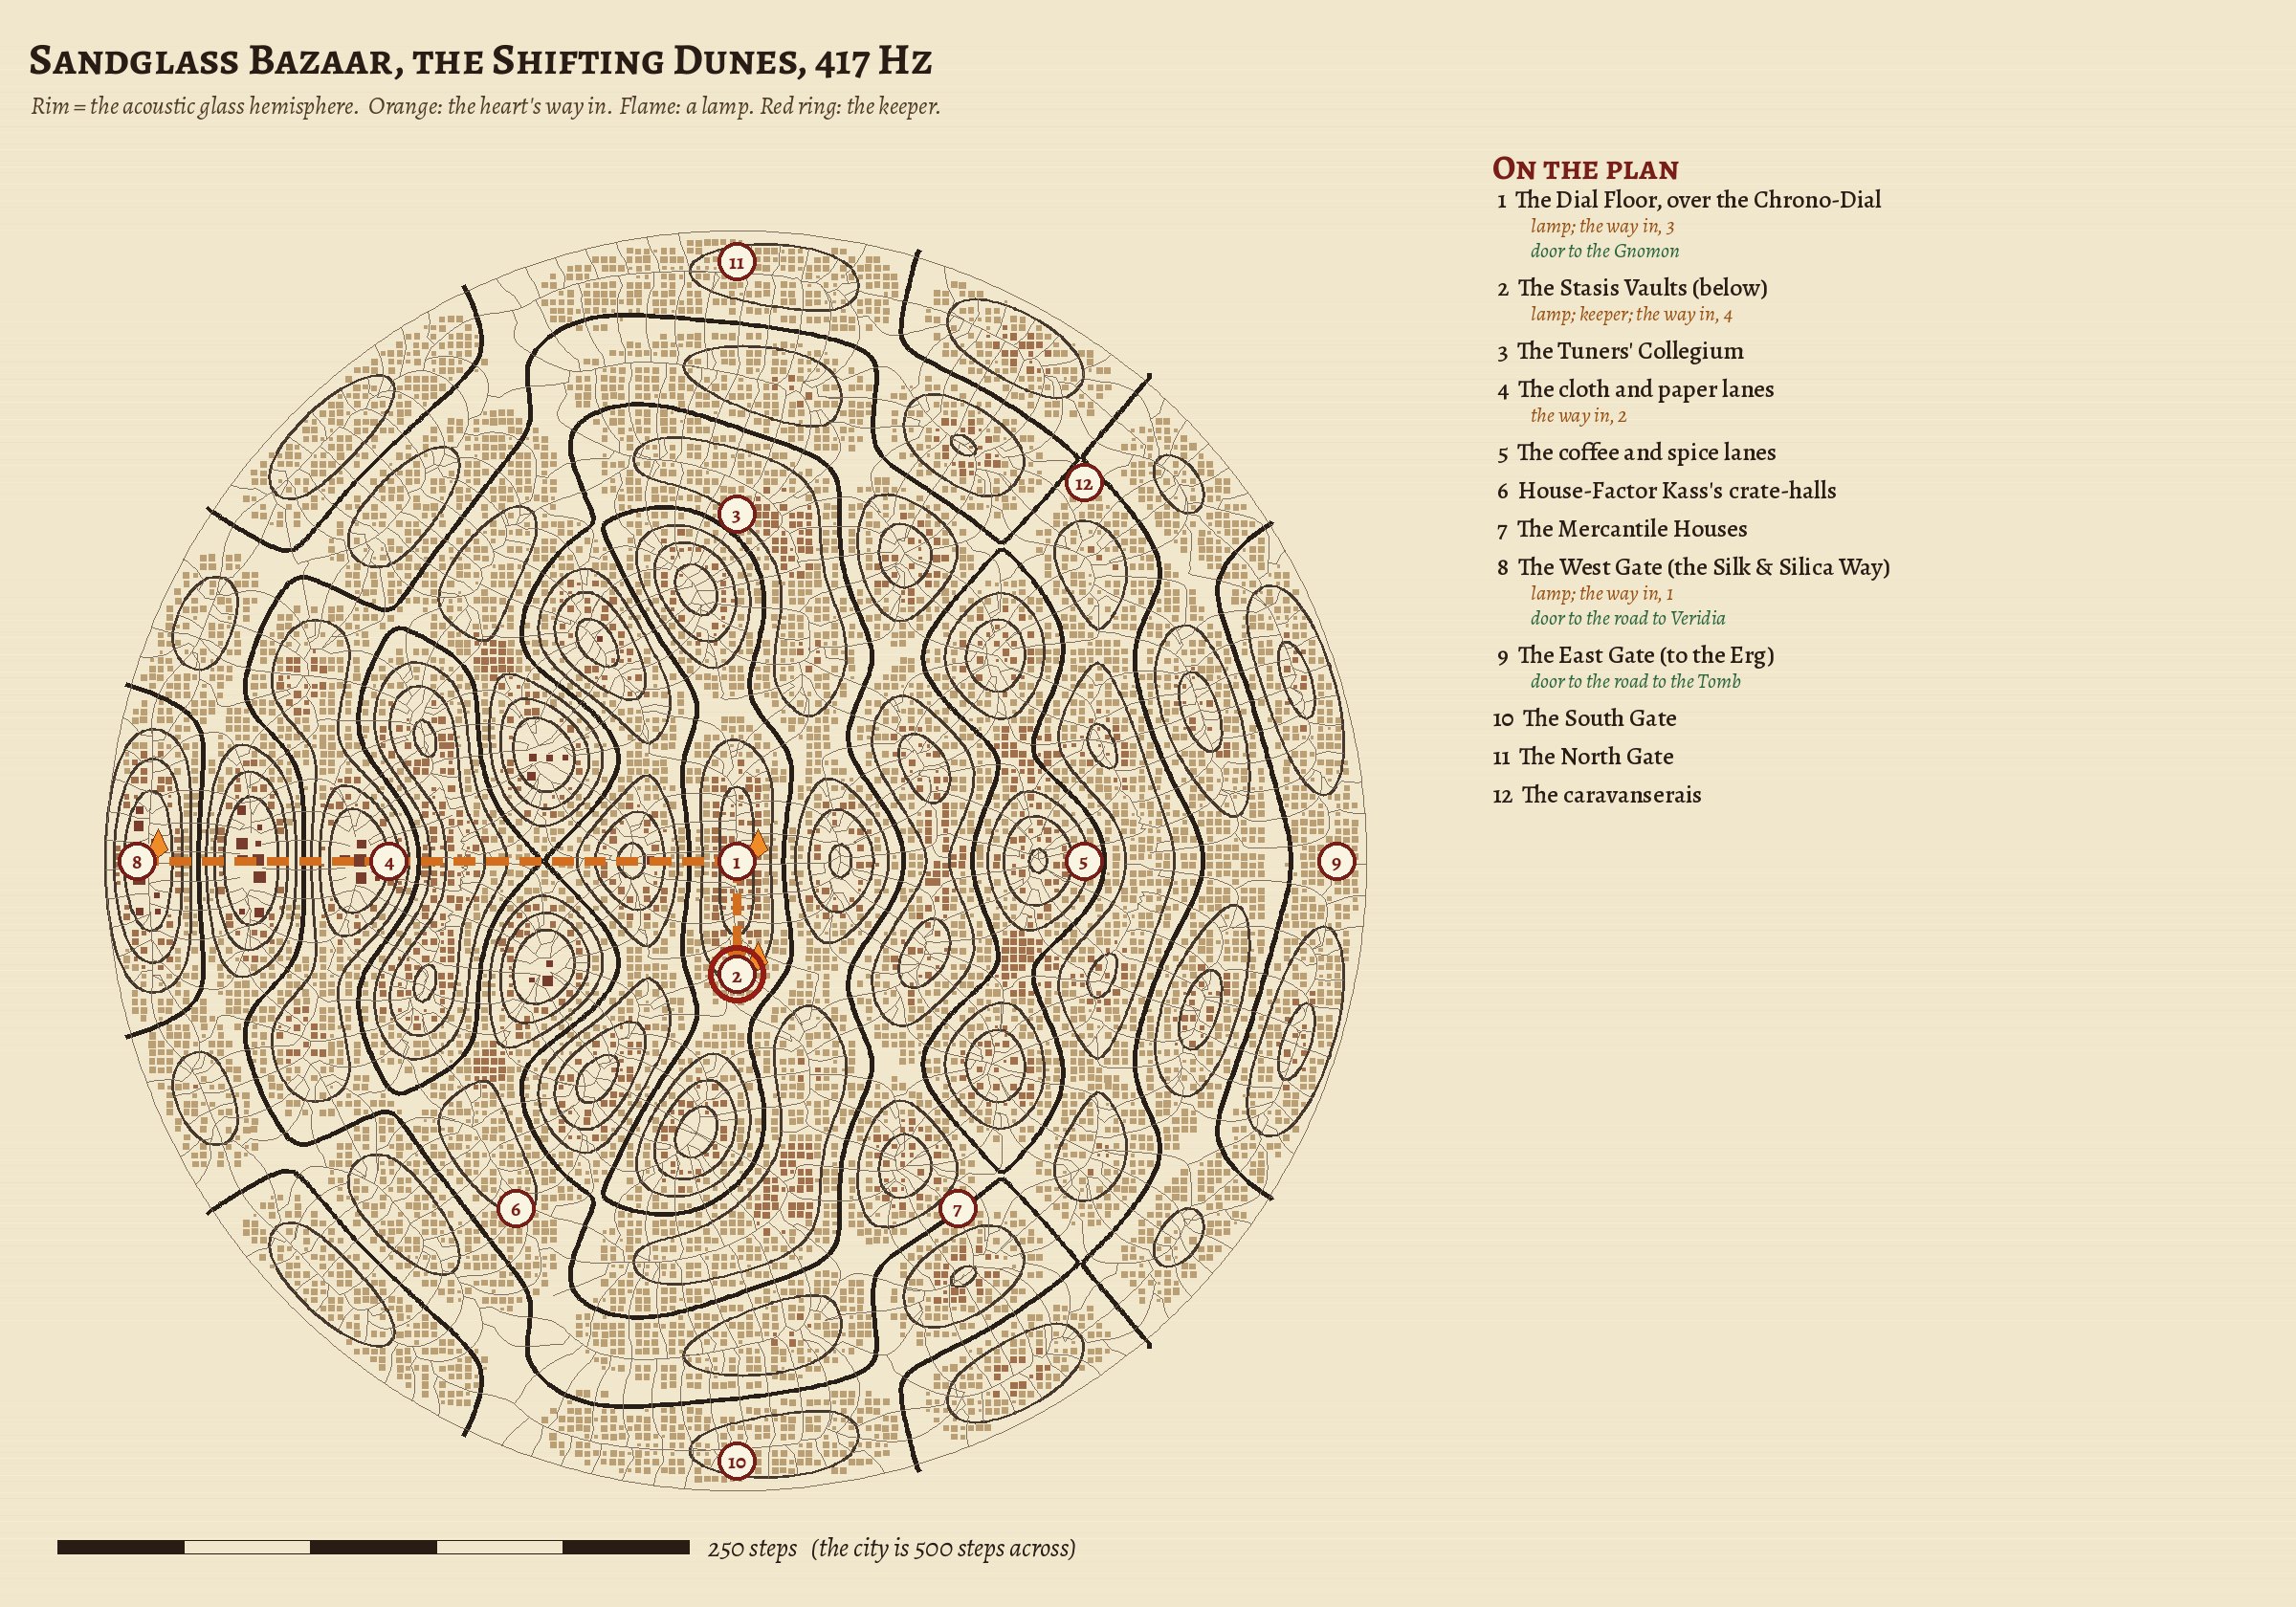 Sandglass Bazaar, the Shifting Dunes, 417 Hz
Rim = the acoustic glass hemisphere. Orange: the heart's way in. Flame: a lamp. Red ring: the keeper.
On the plan
1 The Dial Floor, over the Chrono-Dial
lamp; the way in, 3
door to the Gnomon
2 The Stasis Vaults (below)
lamp; keeper; the way in, 4
3 The Tuners' Collegium
4 The cloth and paper lanes
the way in, 2
5 The coffee and spice lanes
6 House-Factor Kass's crate-halls
7 The Mercantile Houses
8 The West Gate (the Silk & Silica Way)
lamp; the way in, 1
door to the road to Veridia
9 The East Gate (to the Erg)
door to the road to the Tomb
10 The South Gate
11 The North Gate
12 The caravanserais
11
12
3
8
4
1
5
9
2
6
7
10
250 steps (the city is 500 steps across)